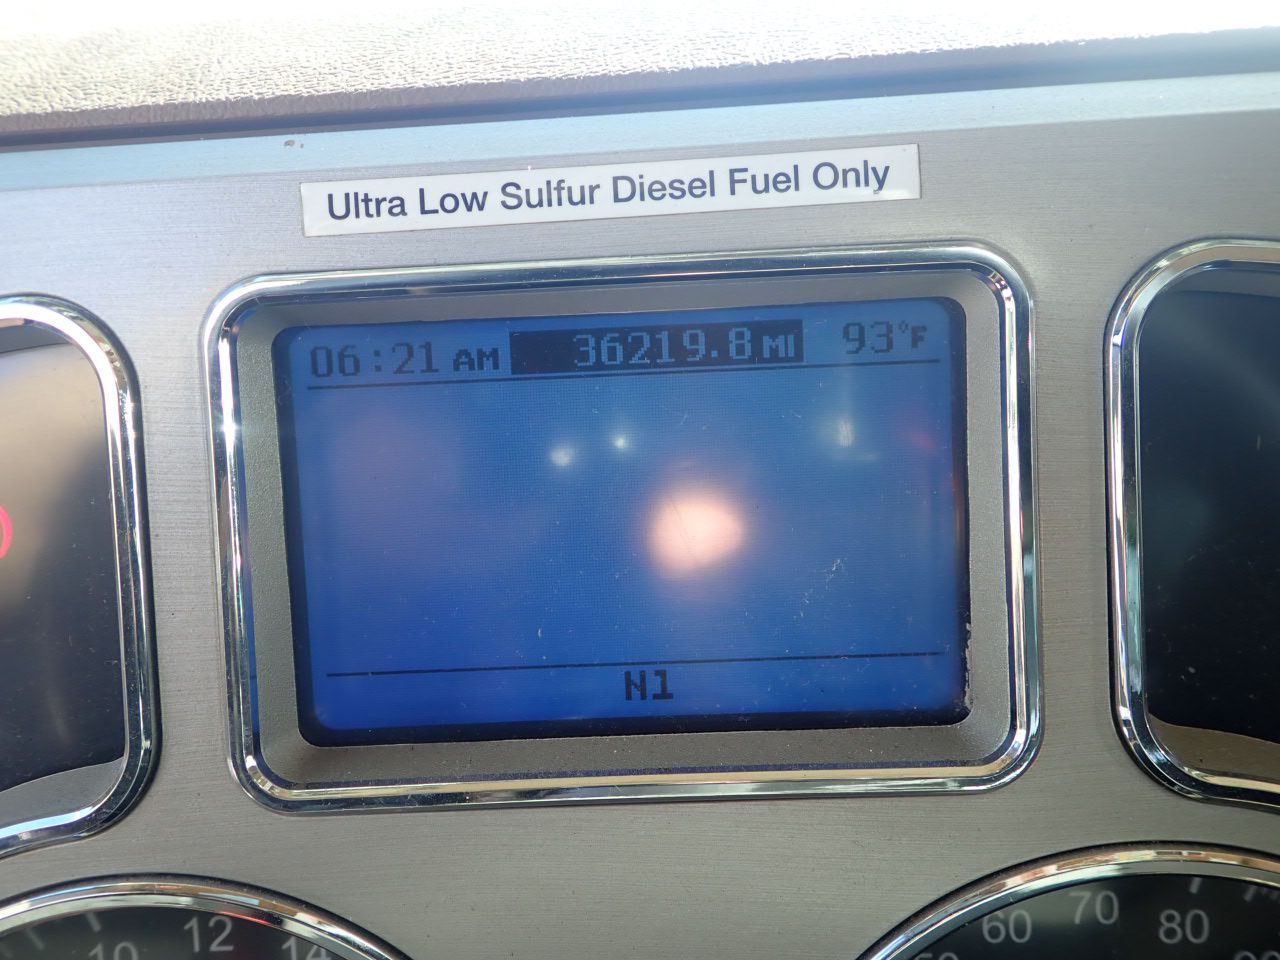 Ultra Low Sulfur Diesel Fuel Only
06:21 AM 36219.8 MI 93°F
N1
10 12 14
60 70 80